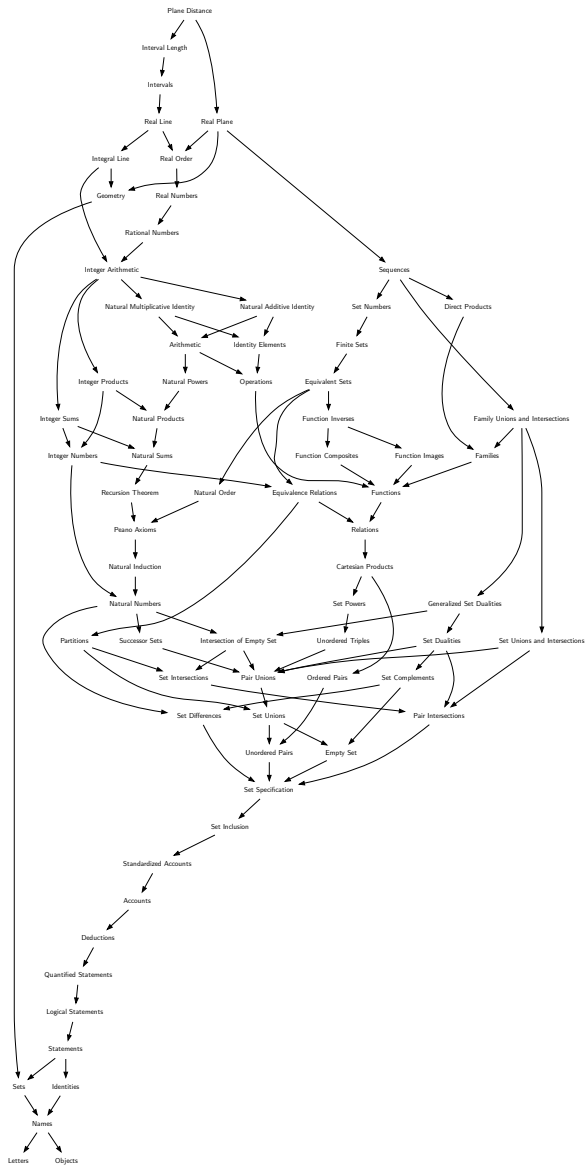 Plane Distance
Interval Length
Intervals
Real Line Real Plane
Integral Line Real Order
Geometry Real Numbers
Rational Numbers
Integer Arithmetic Sequences
Natural Multiplicative Identity Natural Additive Identity Set Numbers Direct Products
Arithmetic Identity Elements Finite Sets
Integer Products Natural Powers Operations Equivalent Sets
Integer Sums Natural Products Function Inverses Family Unions and Intersections
Integer Numbers Natural Sums Function Composites Function Images Families
Recursion Theorem Natural Order Equivalence Relations Functions
Peano Axioms Relations
Natural Induction Cartesian Products
Natural Numbers Set Powers Generalized Set Dualities
Partitions Successor Sets Intersection of Empty Set Unordered Triples Set Dualities Set Unions and Intersections
Set Intersections Pair Unions Ordered Pairs Set Complements
Set Differences Set Unions Pair Intersections
Unordered Pairs Empty Set
Set Specification
Set Inclusion
Standardized Accounts
Accounts
Deductions
Quantified Statements
Logical Statements
Statements
Sets Identities
Names
Letters Objects